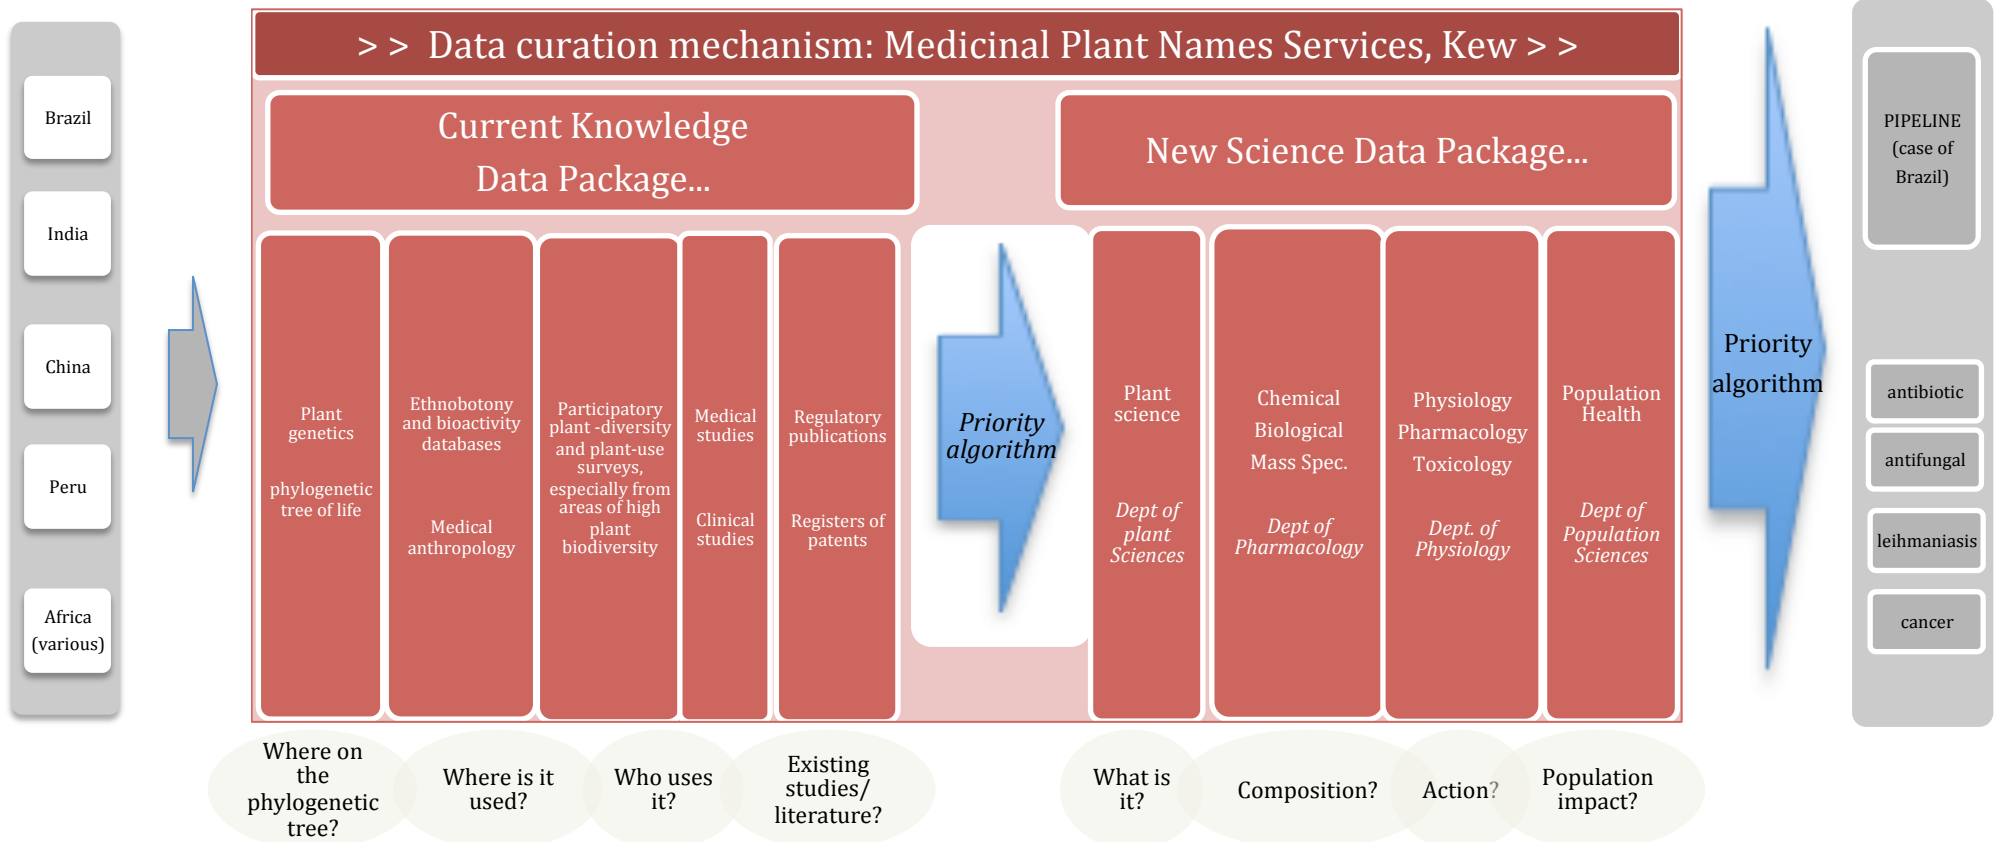 > > Data curation mechanism: Medicinal Plant Names Services, Kew > >
Brazil
India
China
Peru
Africa
(various)
Current Knowledge
Data Package...
New Science Data Package...
Plant
genetics
phylogenetic
tree of life
Ethnobotony
and bioactivity
databases
Medical
anthropology
Participatory
plant -diversity
and plant-use
surveys,
especially from
areas of high
plant
biodiversity
Medical
studies
Clinical
studies
Regulatory
publications
Registers of
patents
Priority
algorithm
Plant
science
Dept of
plant
Sciences
Chemical
Biological
Mass Spec.
Dept of
Pharmacology
Physiology
Pharmacology
Toxicology
Dept. of
Physiology
Population
Health
Dept of
Population
Sciences
Priority
algorithm
PIPELINE
(case of
Brazil)
antibiotic
antifungal
leihmaniasis
cancer
Where on
the
phylogenetic
tree?
Where is it
used?
Who uses
it?
Existing
studies/
literature?
What is
it?
Composition?
Action?
Population
impact?